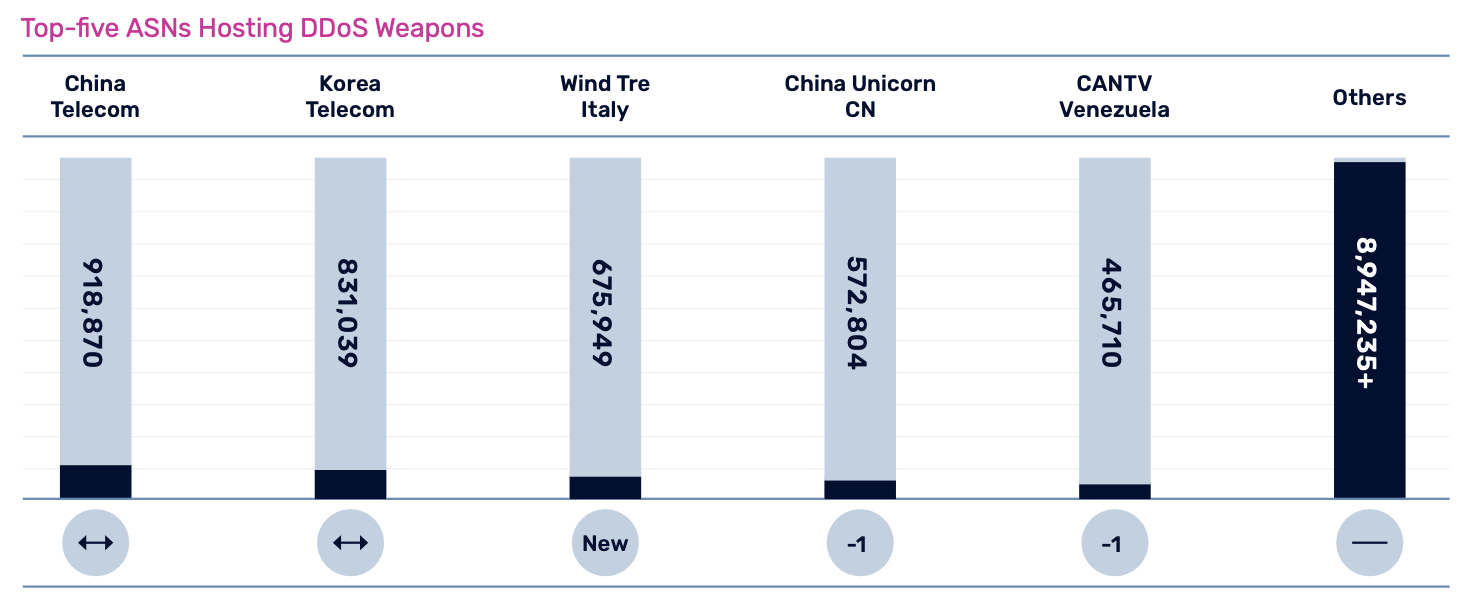 Top-five ASNs Hosting DDoS Weapons
China
Telecom
Korea
Telecom
Wind Tre
Italy
China Unicorn
CN
CANTV
Venezuela
Others
918,870
831,039
675,949
572,804
465,710
8,947,235+
New
-1
-1